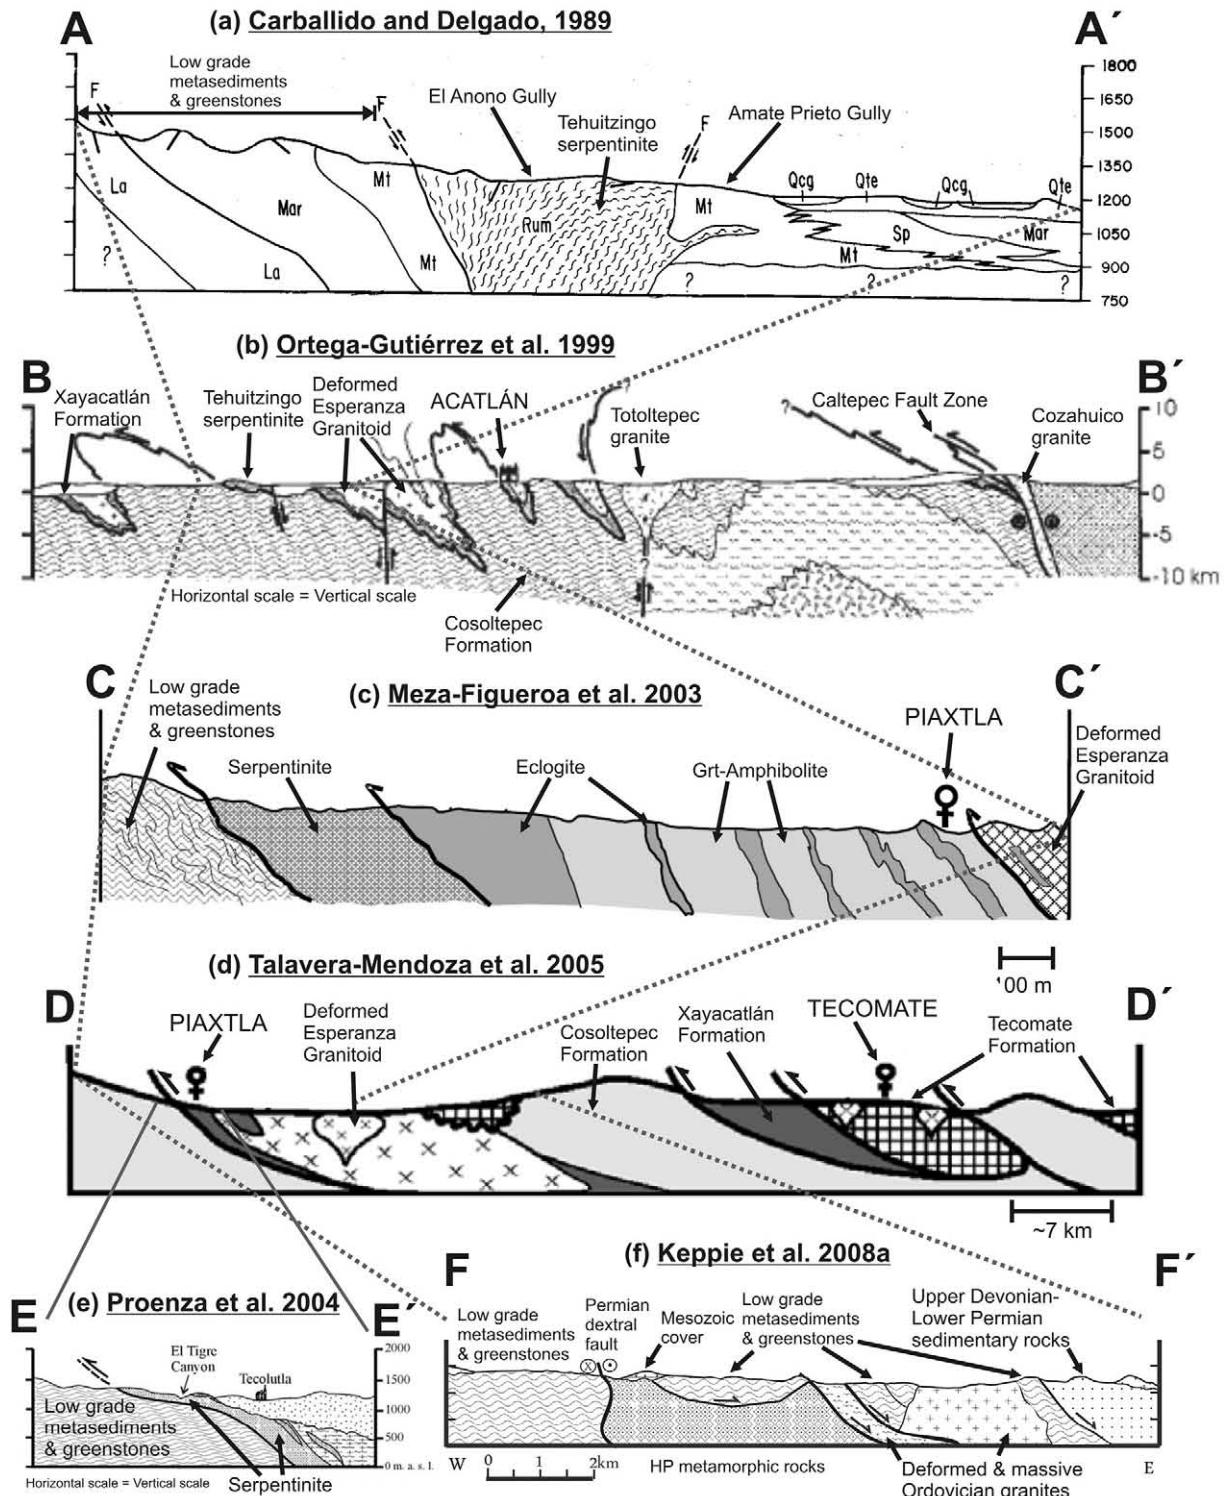 (a) Carballido and Delgado, 1989
A
A´
Low grade
metasediments
& greenstones
F
F
El Anono Gully
Tehuitzingo
serpentinite
F
Amate Prieto Gully
1800
1650
1500
1350
1200
1050
900
750
La
Mar
Mt
Rum
Mt
Qcg
Qte
Qcg
Qte
Sp
Mar
?
La
Mt
Mt
?
?
?
(b) Ortega-Gutiérrez et al. 1999
B
B´
Xayacatlán
Formation
Tehuitzingo
serpentinite
Deformed
Esperanza
Granitoid
ACATLÁN
?
Totoltepec
granite
?
Caltepec Fault Zone
Cozahuico
granite
10
5
0
-5
-10 km
Horizontal scale = Vertical scale
Cosoltepec
Formation
(c) Meza-Figueroa et al. 2003
C
C´
Low grade
metasediments
& greenstones
Serpentinite
Eclogite
Grt-Amphibolite
PIAXTLA
Deformed
Esperanza
Granitoid
00 m
(d) Talavera-Mendoza et al. 2005
D
D´
PIAXTLA
Deformed
Esperanza
Granitoid
Cosoltepec
Formation
Xayacatlán
Formation
TECOMATE
Tecomate
Formation
~7 km
(e) Proenza et al. 2004
E
E´
El Tigre
Canyon
Tecolutla
2000
1500
1000
500
0 m. a. s. l.
Low grade
metasediments
& greenstones
Horizontal scale = Vertical scale
Serpentinite
(f) Keppie et al. 2008a
F
F´
Low grade
metasediments
& greenstones
Permian
dextral
fault
Mesozoic
cover
Low grade
metasediments
& greenstones
Upper Devonian-
Lower Permian
sedimentary rocks
W
0 1 2km
HP metamorphic rocks
Deformed & massive
Ordovician granites
E